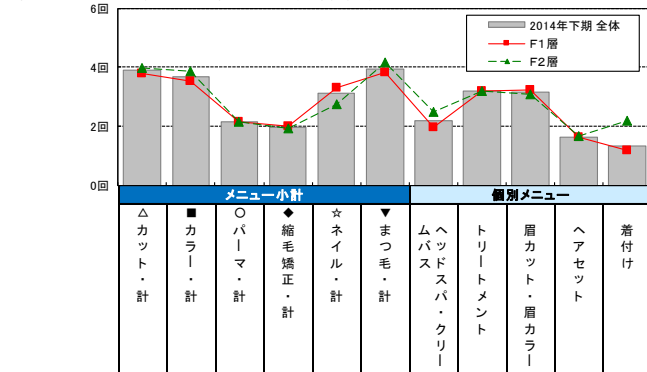 6回
4回
2回
0回
2014年下期 全体
F1層
F2層
メニュー小計
個別メニュー
△カット・計
■カラー・計
○パーマ・計
◆縮毛矯正・計
☆ネイル・計
▼まつ毛・計
ヘッドスパ・クリー
ムバス
トリートメント
眉カット・眉カラー
ヘアセット
着付け